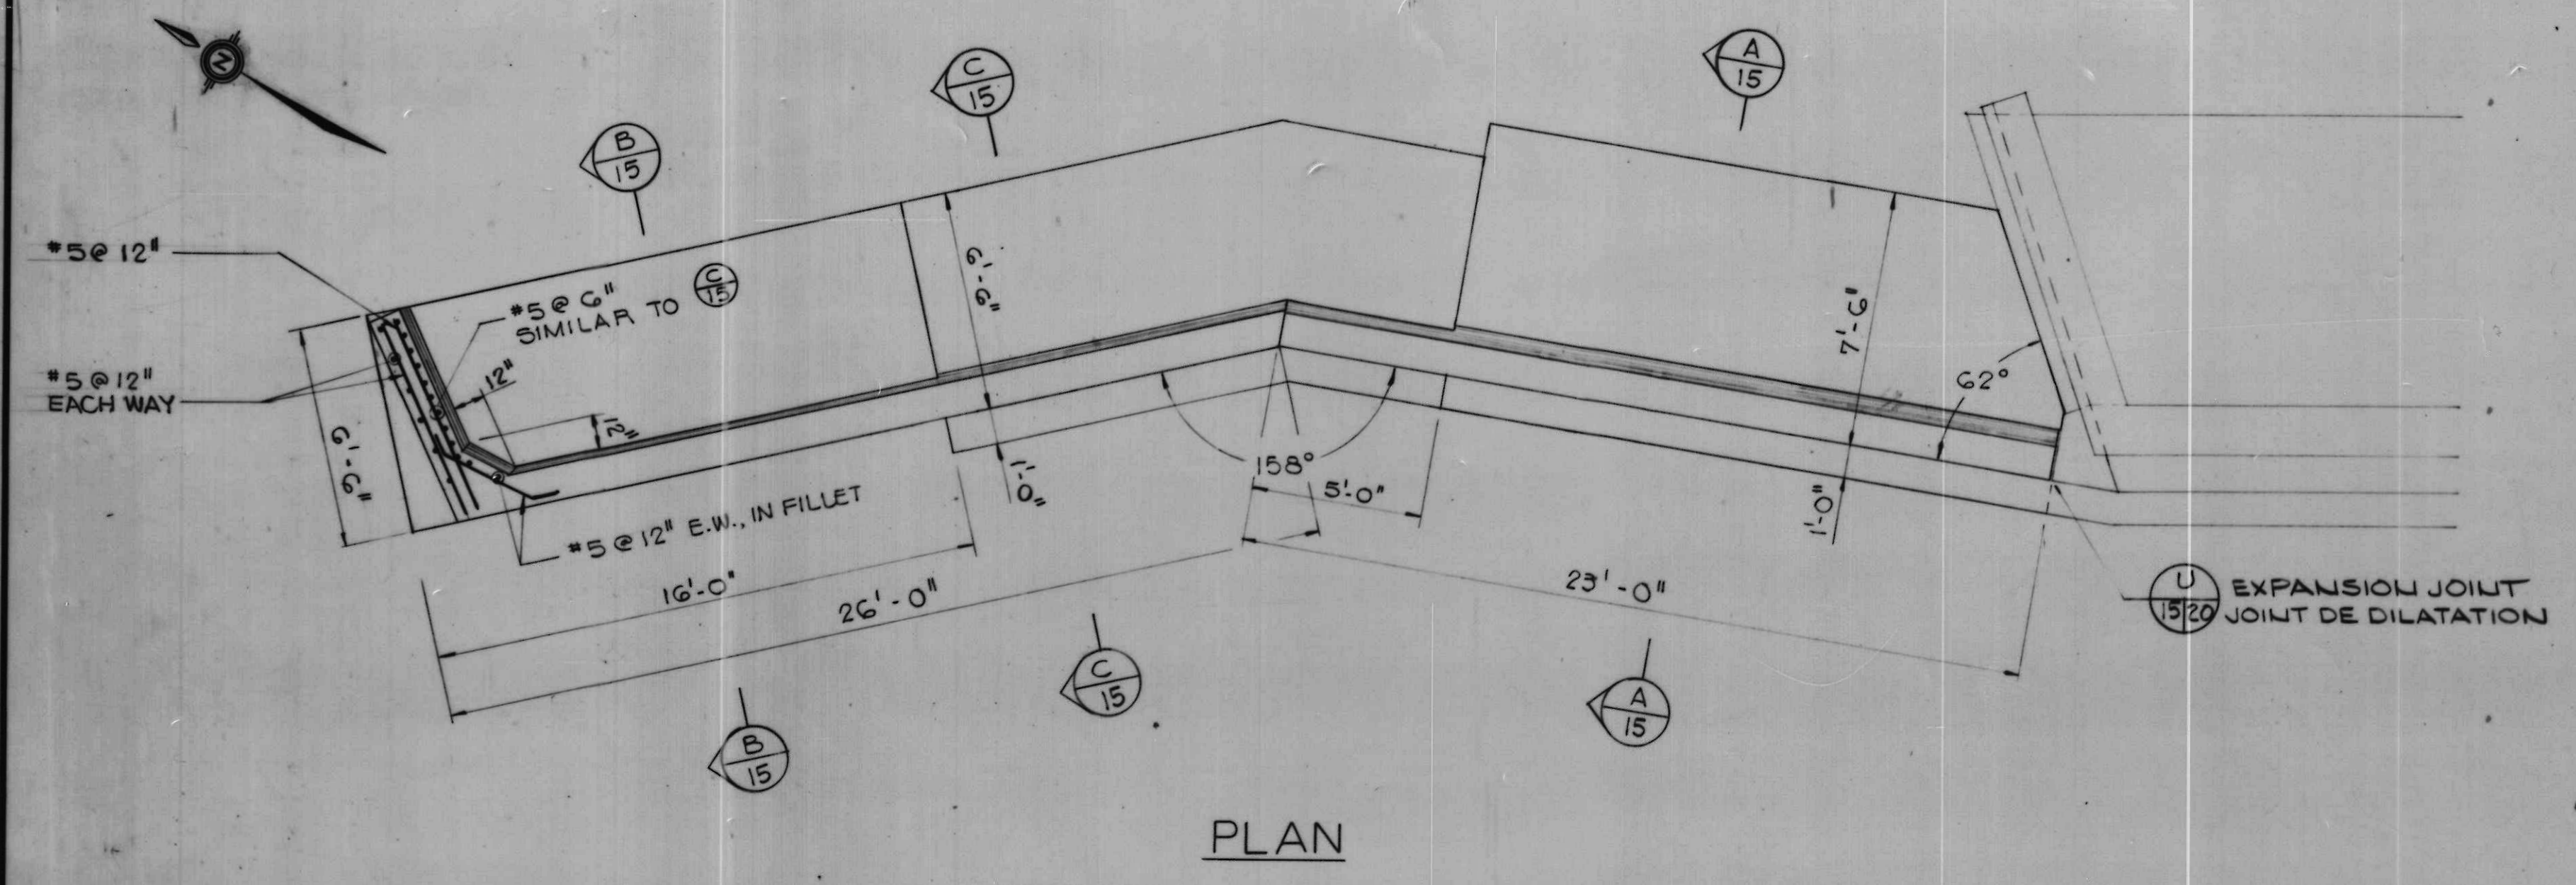 N
C
15
A
15
B
15
#5 @ 12"
#5 @ 6"
SIMILAR TO
C
15
6'-6"
7'-6"
#5 @ 12"
EACH WAY
12"
62°
12"
6'-6"
158°
1'-0"
5'-0"
1'-0"
#5 @ 12" E.W., IN FILLET
16'-0"
26'-0"
23'-0"
U
15 20
EXPANSION JOINT
JOINT DE DILATATION
C
15
A
15
B
15
PLAN